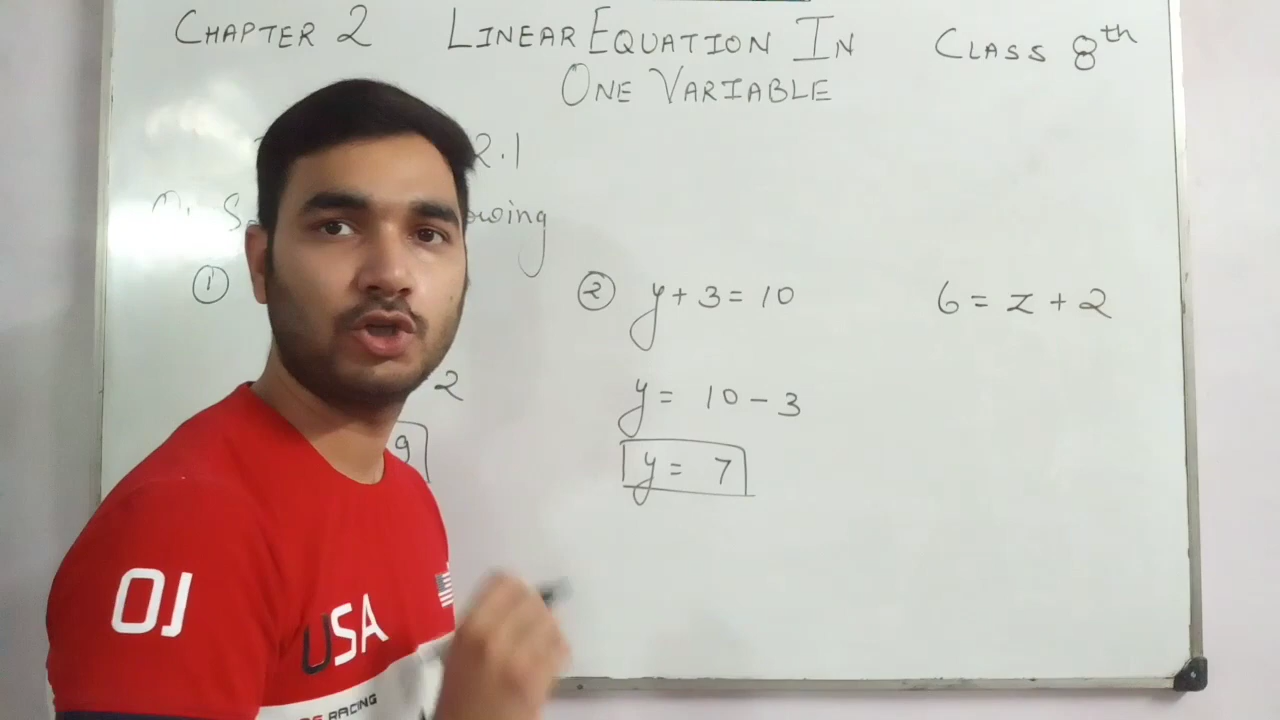 CHAPTER 2 LINEAR EQUATION IN CLASS 8th
ONE VARIABLE
2.1
① ② y + 3 = 10 6 = z + 2
2 y = 10 - 3
9 y = 7
OJ
USA
RACING